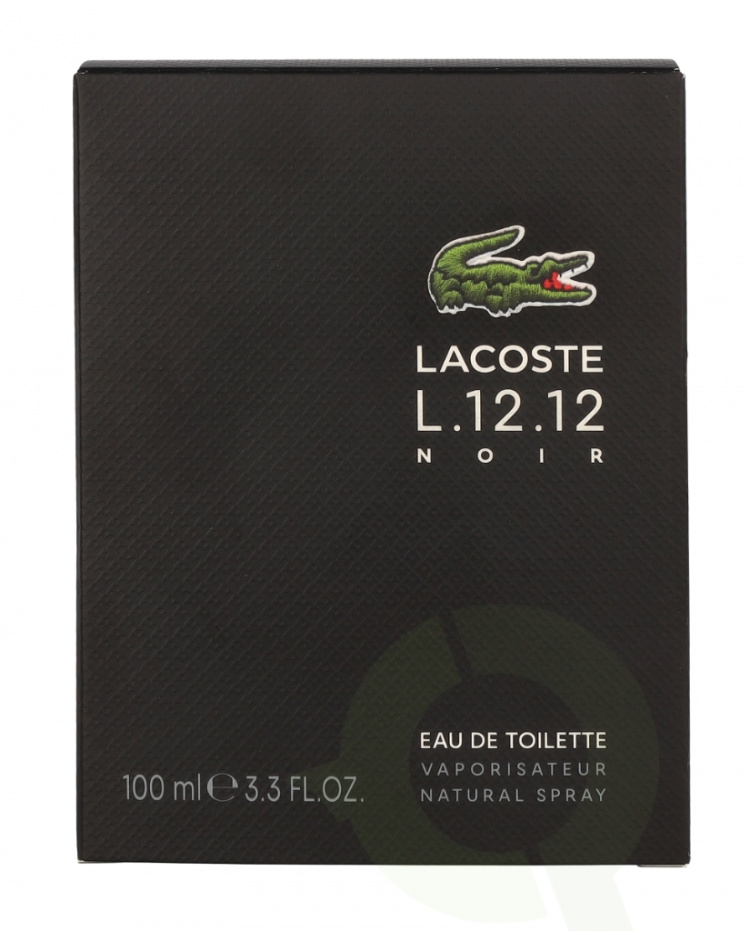 LACOSTE
L.12.12
NOIR
EAU DE TOILETTE
VAPORISATEUR
NATURAL SPRAY
100 ml ℮ 3.3 FL.OZ.